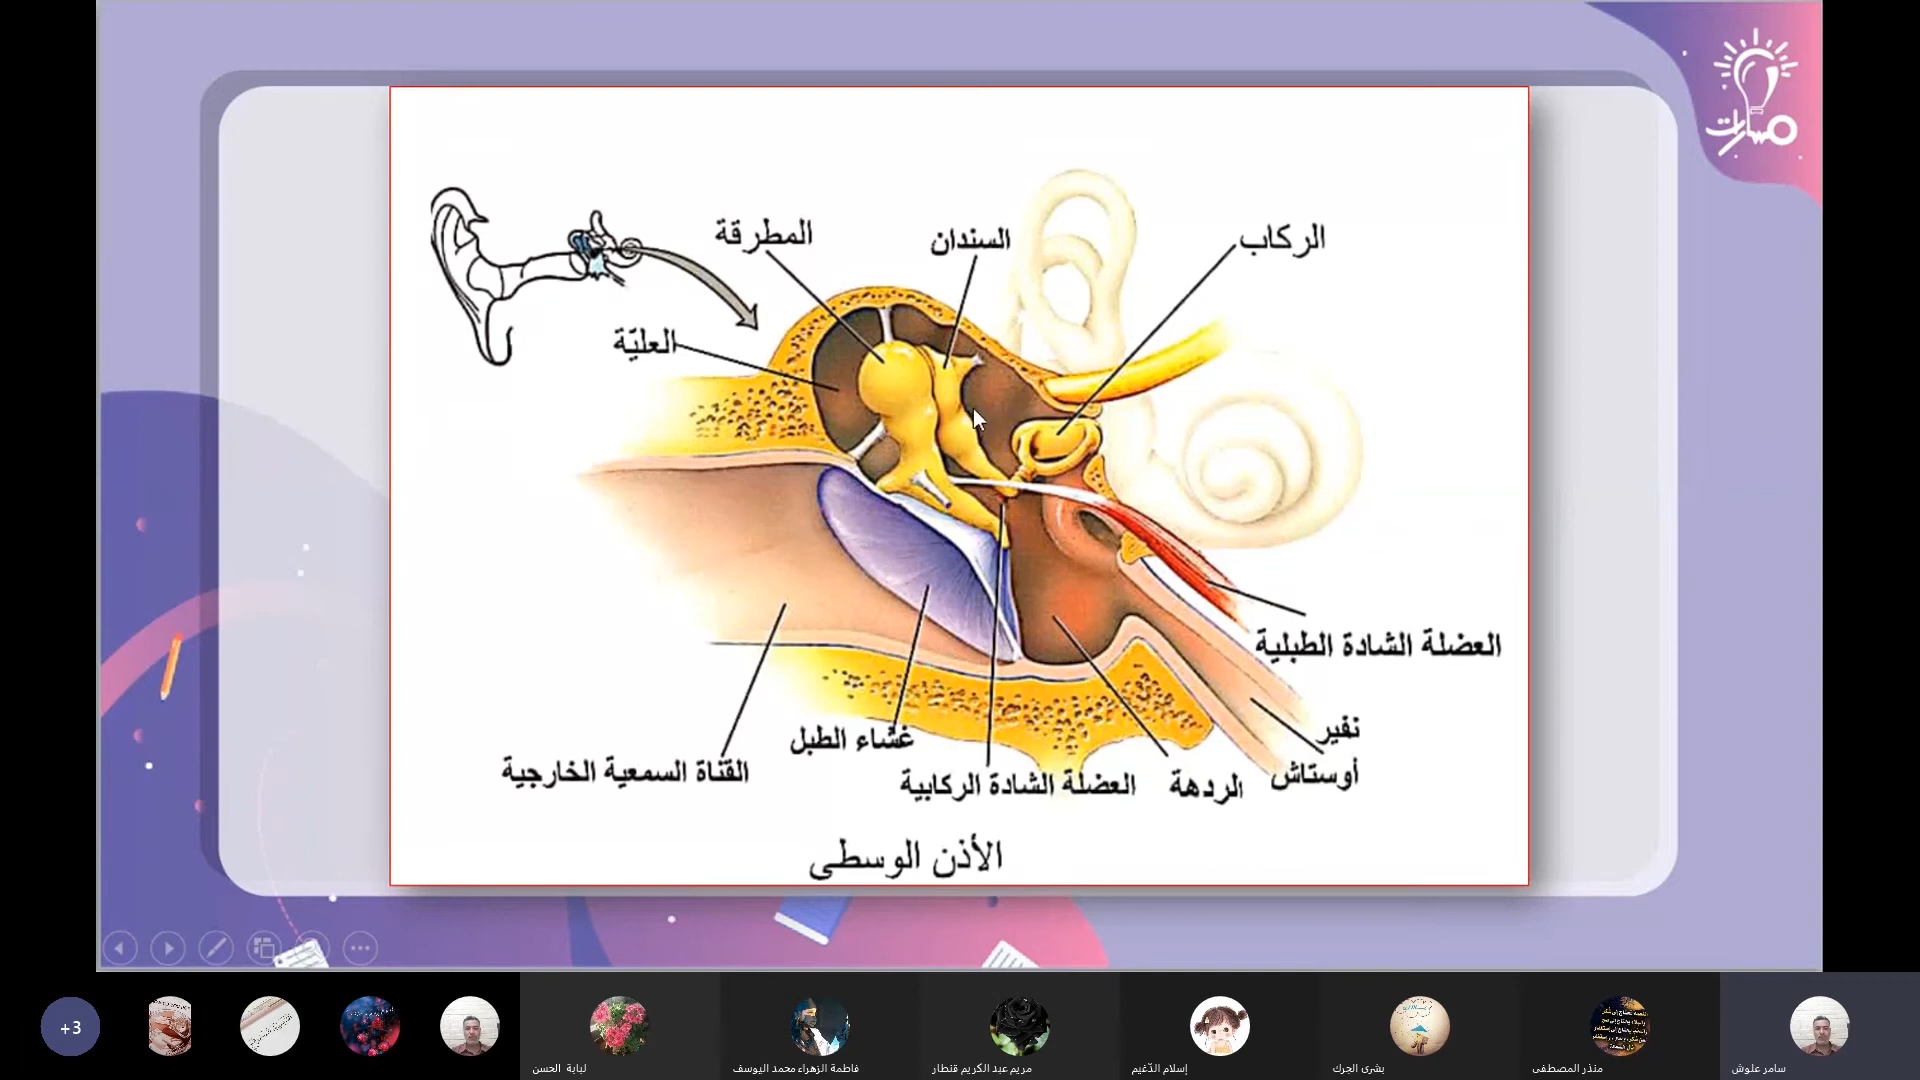 مسارات
المطرقة
السندان
الركاب
العليّة
العضلة الشادة الطبلية
نفير
أوستاش
الردهة
العضلة الشادة الركابية
غشاء الطبل
القناة السمعية الخارجية
الأذن الوسطى
+3
لبابة الحسن
فاطمة الزهراء محمد اليوسف
مريم عبد الكريم قنطار
إسلام الدّغيم
بشرى الجرك
منذر المصطفى
سامر علوش